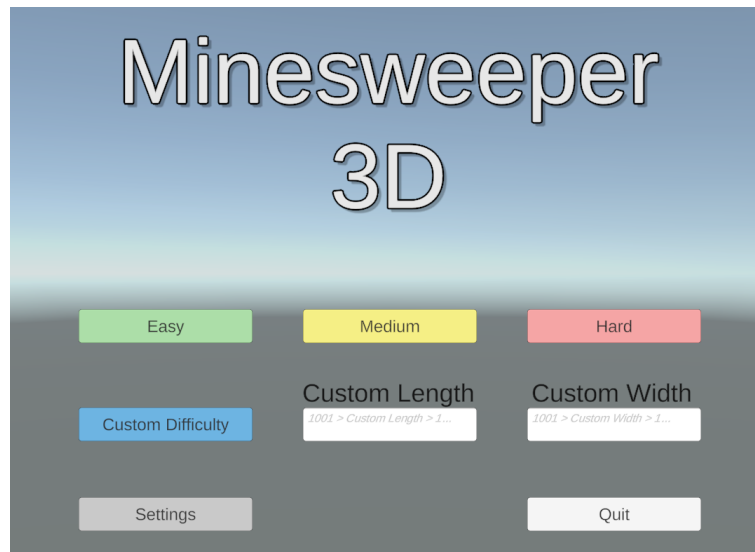 Minesweeper
3D
Easy Medium Hard
Custom Length Custom Width
Custom Difficulty 1001 > Custom Length > 1... 1001 > Custom Width > 1...
Settings Quit